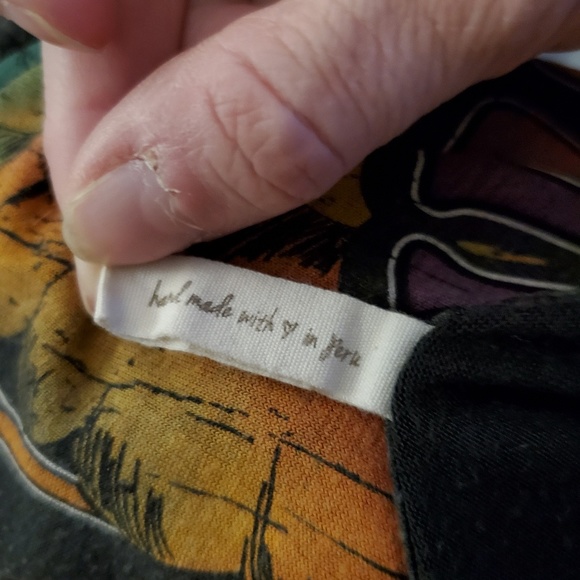 hand made with ♡ in Peru